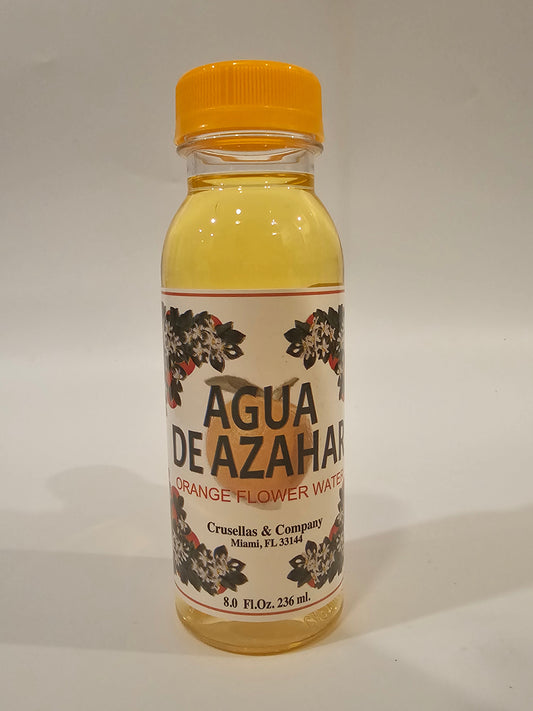 AGUA
DE AZAHAR
ORANGE FLOWER WATER
Crusellas & Company
Miami, FL 33144
8.0 Fl.Oz. 236 ml.